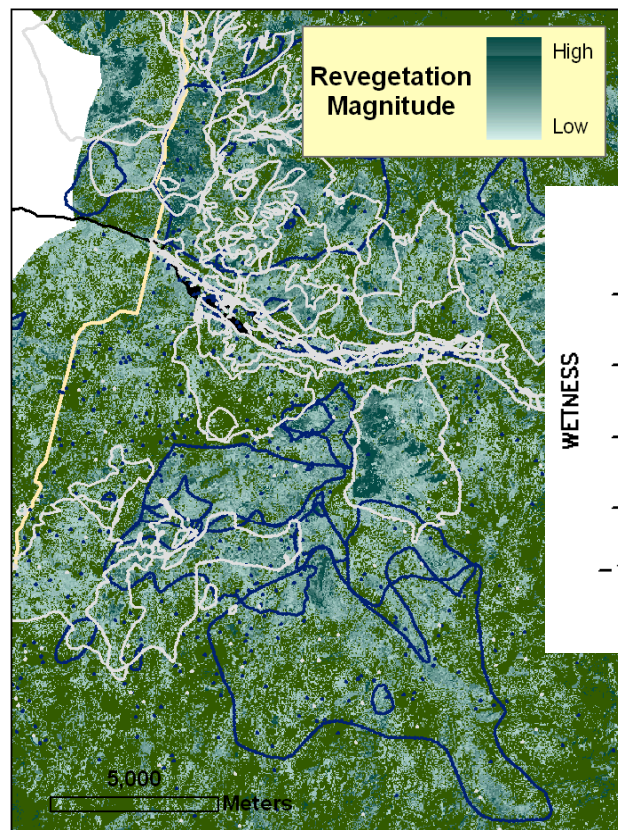 Revegetation
Magnitude
High
Low
WETNESS
5,000
Meters